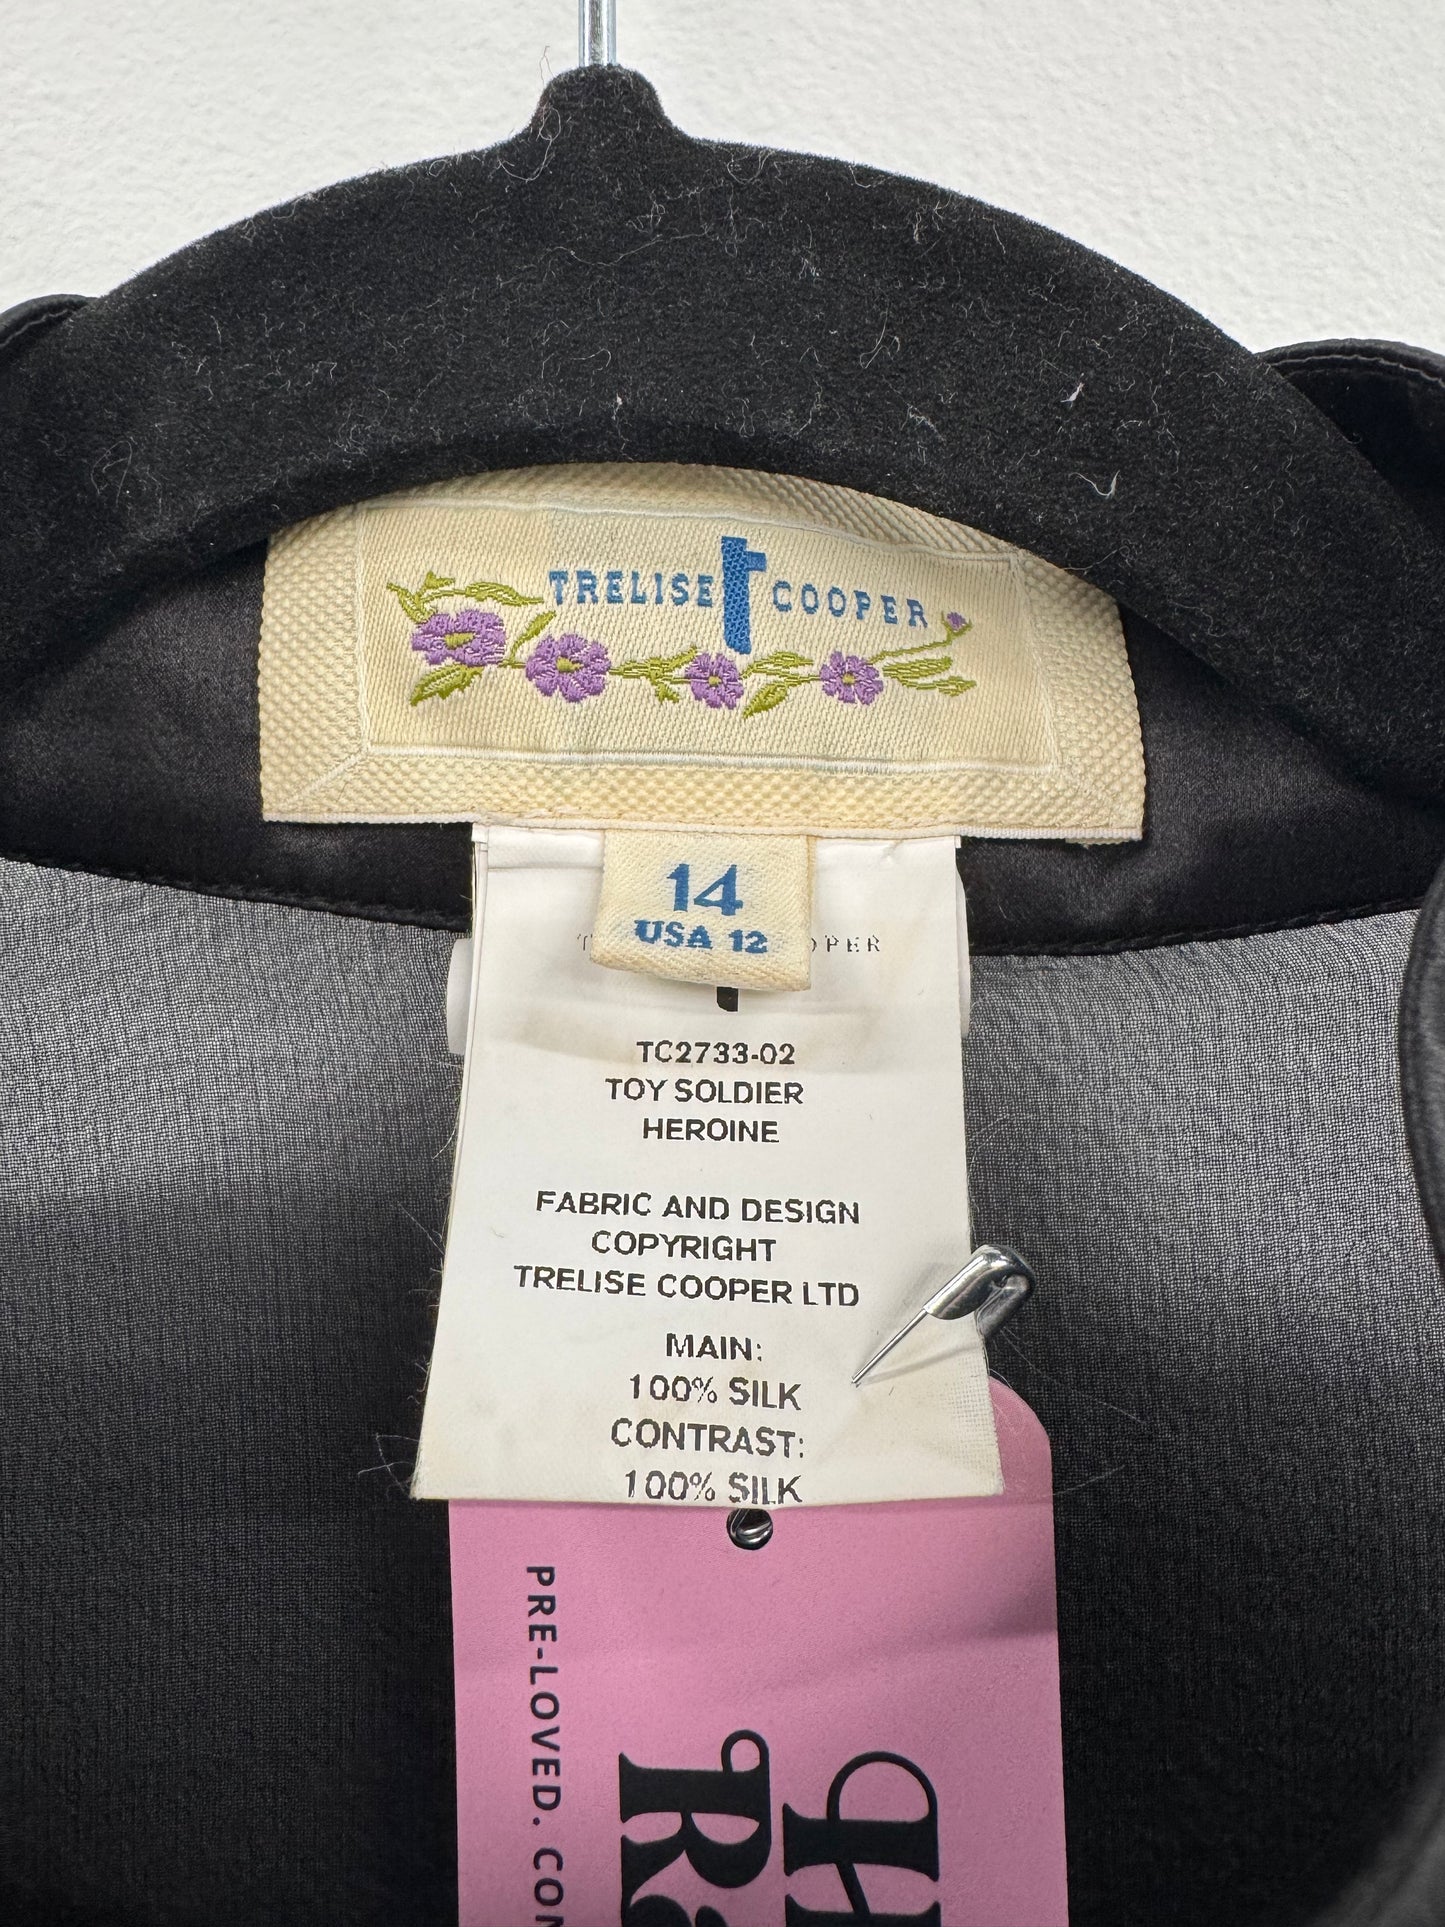 TRELISE t COOPER
14
USA 12
TC2733-02
TOY SOLDIER
HEROINE
FABRIC AND DESIGN
COPYRIGHT
TRELISE COOPER LTD
MAIN:
100% SILK
CONTRAST:
100% SILK
PRE-LOVED.